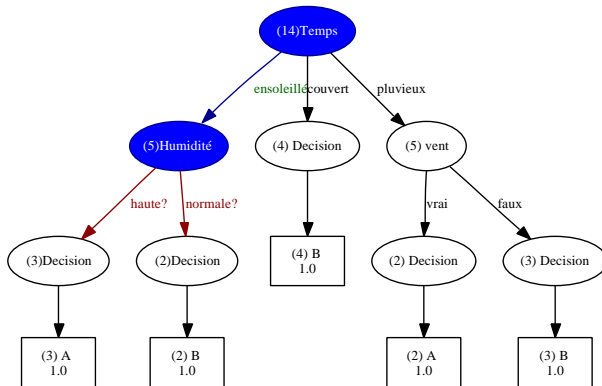 (14)Temps
ensoleillé
couvert
pluvieux
(5)Humidité
(4) Decision
(5) vent
haute?
normale?
vrai
faux
(3)Decision
(2)Decision
(4) B
1.0
(2) Decision
(3) Decision
(3) A
1.0
(2) B
1.0
(2) A
1.0
(3) B
1.0